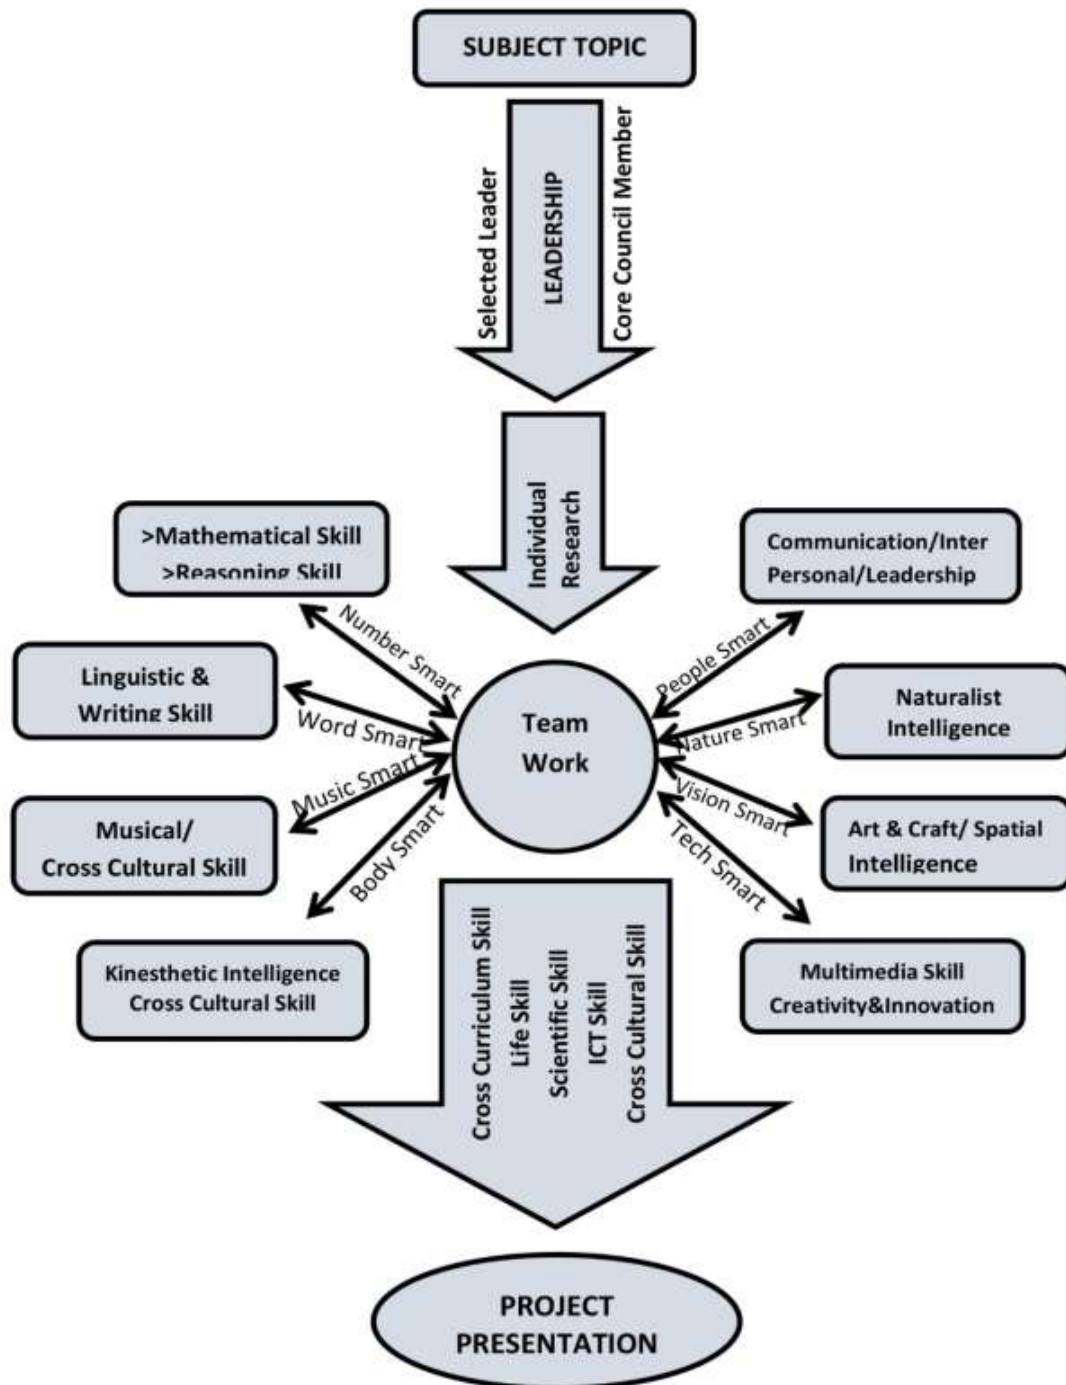 SUBJECT TOPIC
Selected Leader
LEADERSHIP
Core Council Member
Individual
Research
>Mathematical Skill
>Reasoning Skill
Communication/Inter
Personal/Leadership
Number Smart
People Smart
Linguistic &
Writing Skill
Word Smart
Team
Work
Nature Smart
Naturalist
Intelligence
Music Smart
Vision Smart
Musical/
Cross Cultural Skill
Art & Craft/ Spatial
Intelligence
Body Smart
Tech Smart
Kinesthetic Intelligence
Cross Cultural Skill
Multimedia Skill
Creativity&Innovation
Cross Curriculum Skill
Life Skill
Scientific Skill
ICT Skill
Cross Cultural Skill
PROJECT
PRESENTATION